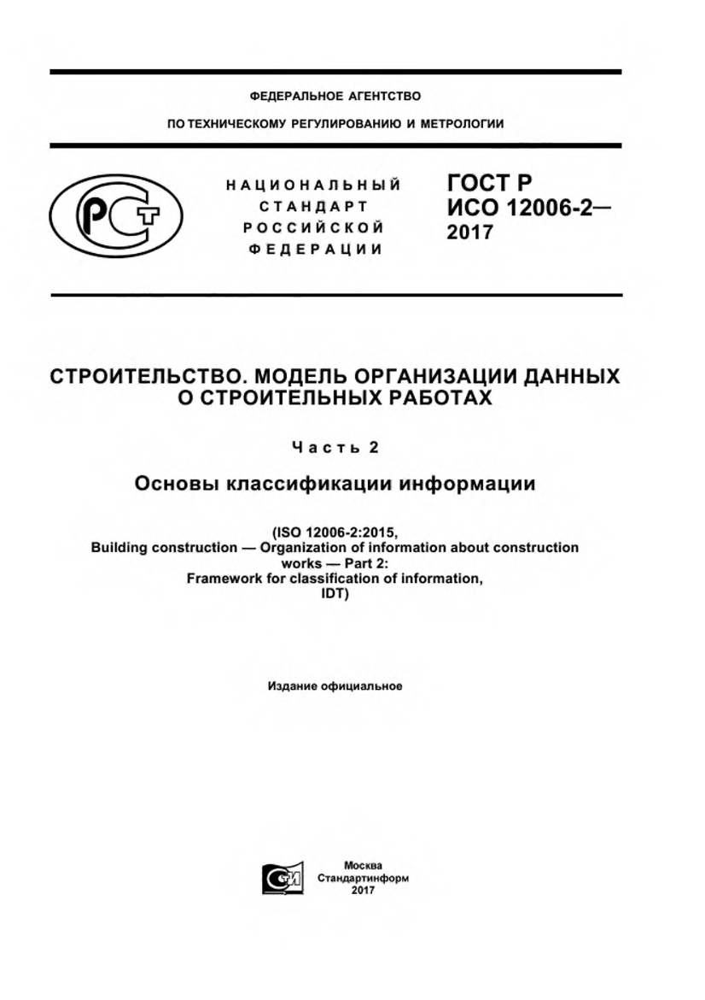 ФЕДЕРАЛЬНОЕ АГЕНТСТВО
ПО ТЕХНИЧЕСКОМУ РЕГУЛИРОВАНИЮ И МЕТРОЛОГИИ
РСТ
НАЦИОНАЛЬНЫЙ
СТАНДАРТ
РОССИЙСКОЙ
ФЕДЕРАЦИИ
ГОСТ Р
ИСО 12006-2—
2017
СТРОИТЕЛЬСТВО. МОДЕЛЬ ОРГАНИЗАЦИИ ДАННЫХ
О СТРОИТЕЛЬНЫХ РАБОТАХ
Часть 2
Основы классификации информации
(ISO 12006-2:2015,
Building construction — Organization of information about construction
works — Part 2:
Framework for classification of information,
IDT)
Издание официальное
СТИ
Москва
Стандартинформ
2017